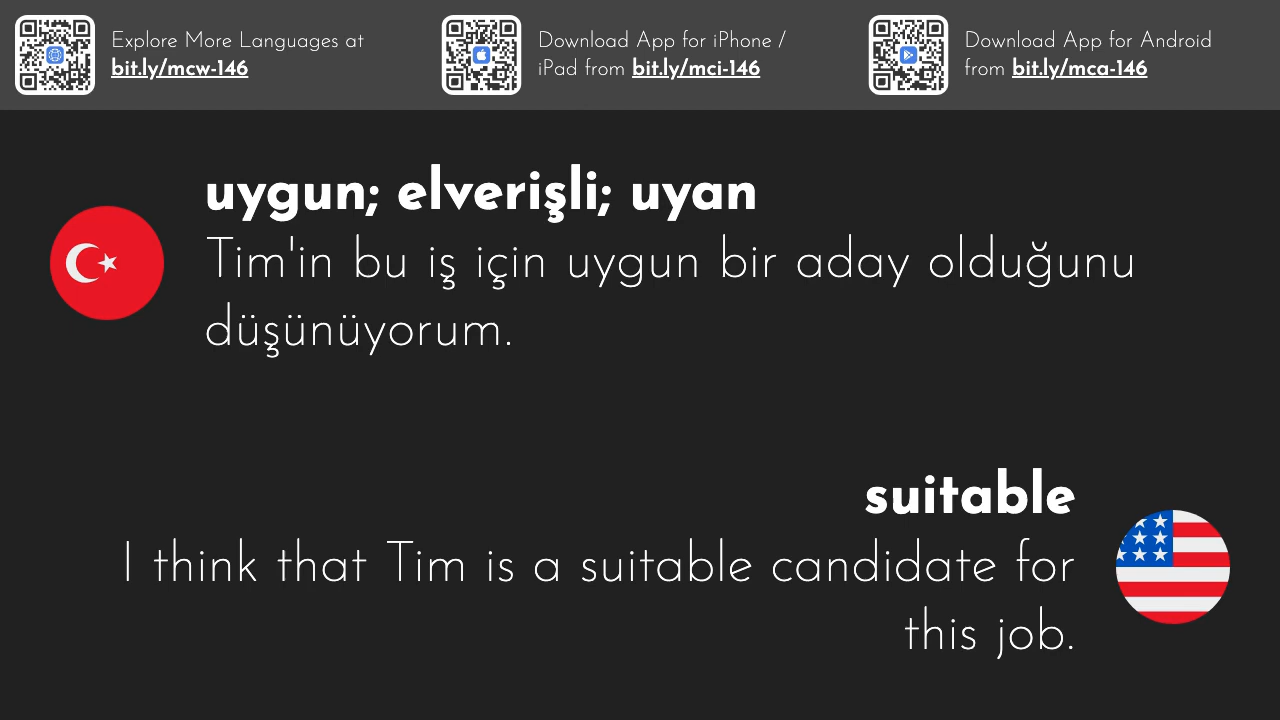 Explore More Languages at
bit.ly/mcw-146
Download App for iPhone /
iPad from bit.ly/mci-146
Download App for Android
from bit.ly/mca-146
uygun; elverişli; uyan
Tim'in bu iş için uygun bir aday olduğunu
düşünüyorum.
suitable
I think that Tim is a suitable candidate for
this job.